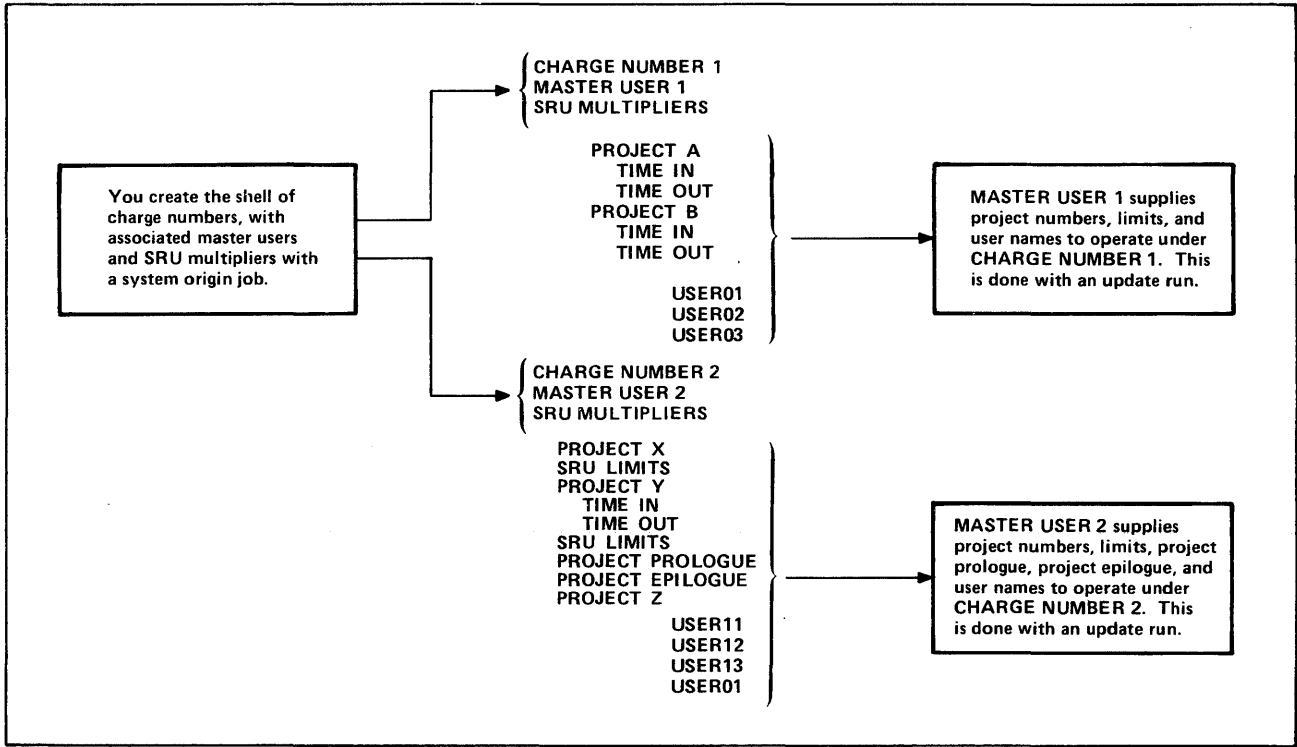 You create the shell of
charge numbers, with
associated master users
and SRU multipliers with
a system origin job.
CHARGE NUMBER 1
MASTER USER 1
SRU MULTIPLIERS
PROJECT A
TIME IN
TIME OUT
PROJECT B
TIME IN
TIME OUT
USER01
USER02
USER03
MASTER USER 1 supplies
project numbers, limits, and
user names to operate under
CHARGE NUMBER 1. This
is done with an update run.
CHARGE NUMBER 2
MASTER USER 2
SRU MULTIPLIERS
PROJECT X
SRU LIMITS
PROJECT Y
TIME IN
TIME OUT
SRU LIMITS
PROJECT PROLOGUE
PROJECT EPILOGUE
PROJECT Z
USER11
USER12
USER13
USER01
MASTER USER 2 supplies
project numbers, limits, project
prologue, project epilogue, and
user names to operate under
CHARGE NUMBER 2. This
is done with an update run.